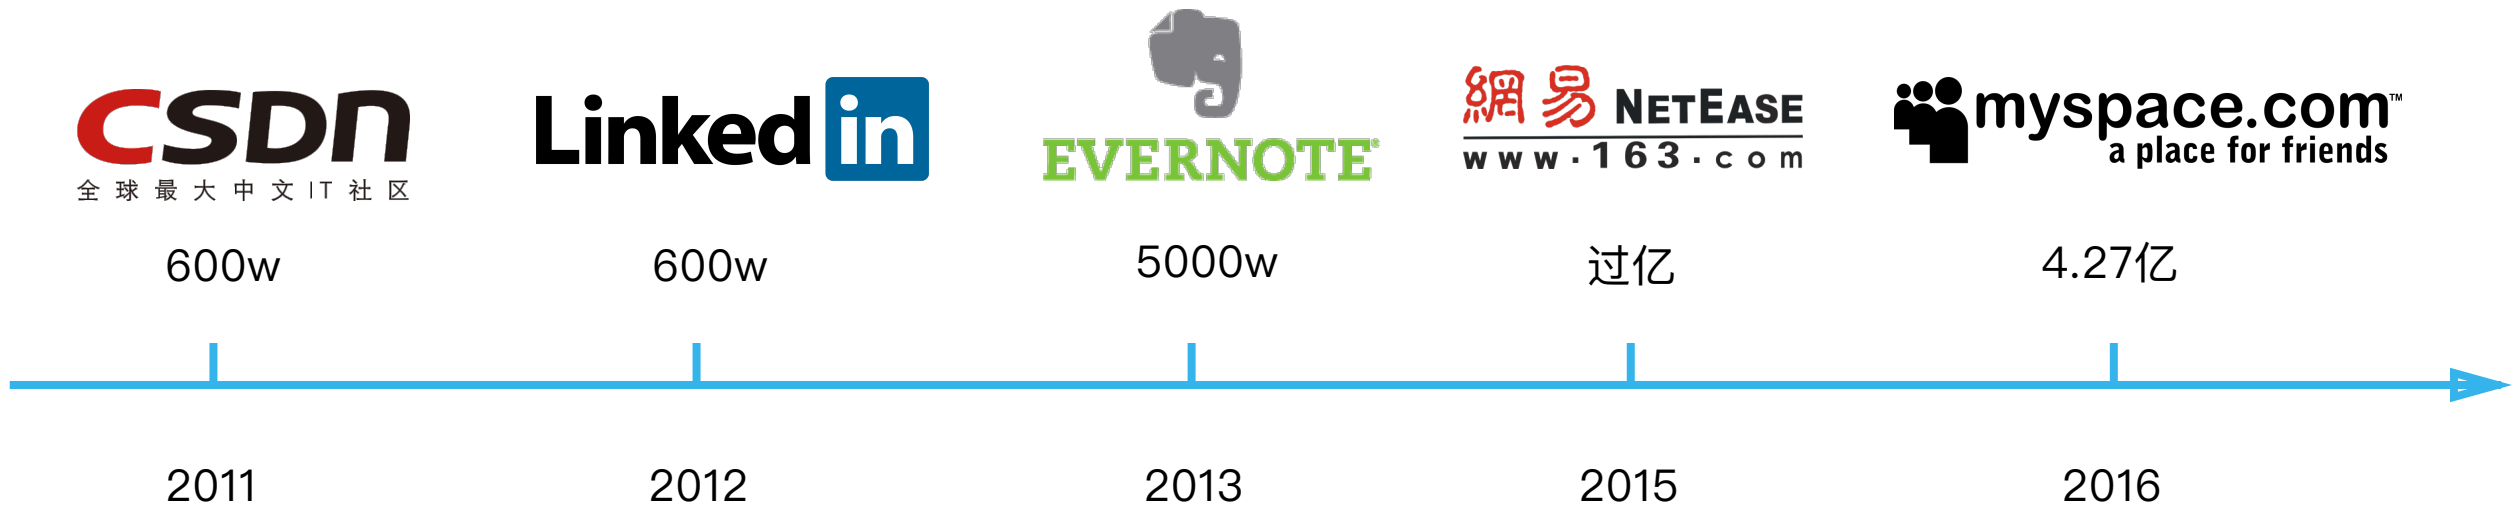 CSDN
全球最大中文IT社区
600w
2011
Linked in
600w
2012
EVERNOTE®
5000w
2013
網易 NETEASE
www.163.com
过亿
2015
myspace.com™
a place for friends
4.27亿
2016